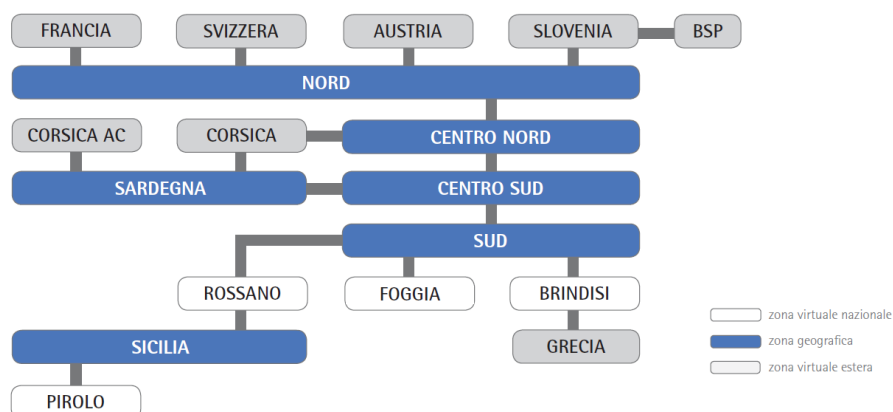 FRANCIA
SVIZZERA
AUSTRIA
SLOVENIA
BSP
NORD
CORSICA AC
CORSICA
CENTRO NORD
SARDEGNA
CENTRO SUD
SUD
ROSSANO
FOGGIA
BRINDISI
zona virtuale nazionale
SICILIA
GRECIA
zona geografica
zona virtuale estera
PIROLO